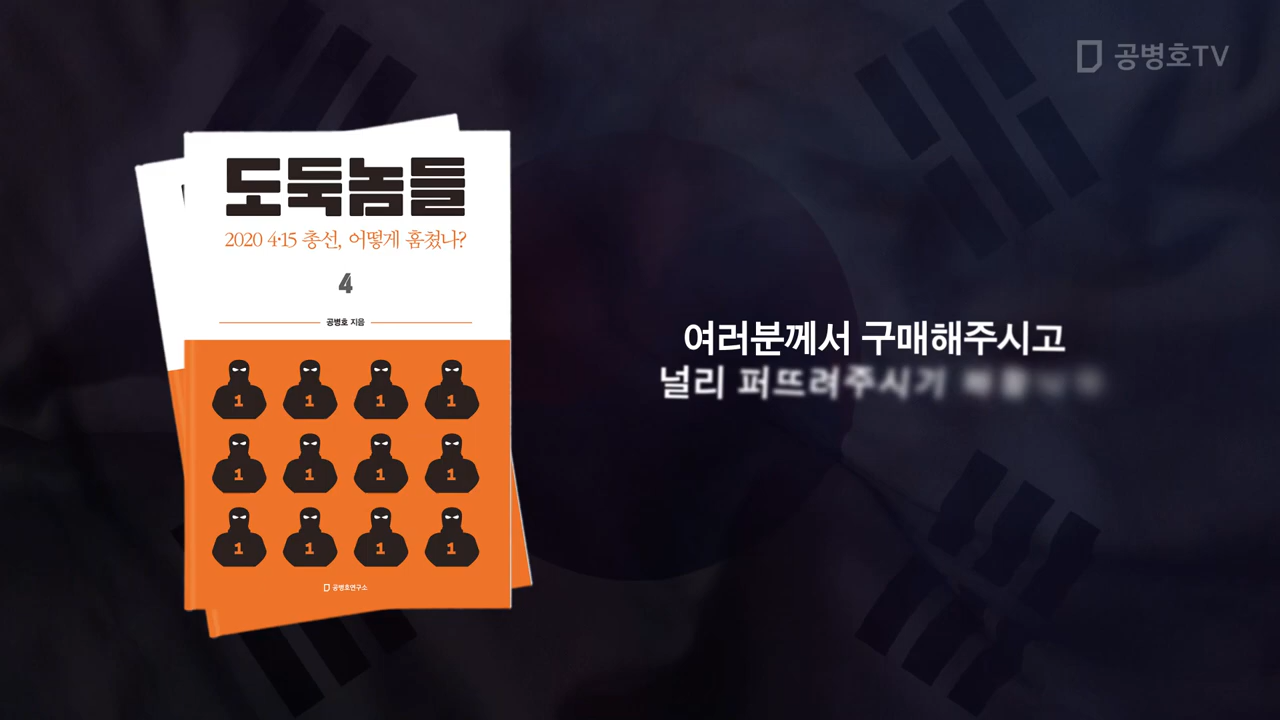 공병호TV
도둑놈들
2020 4·15 총선, 어떻게 훔쳤나?
4
공병호 지음
1 1 1 1
1 1 1 1
1 1 1 1
공병호연구소
여러분께서 구매해주시고
널리 퍼뜨려주시기